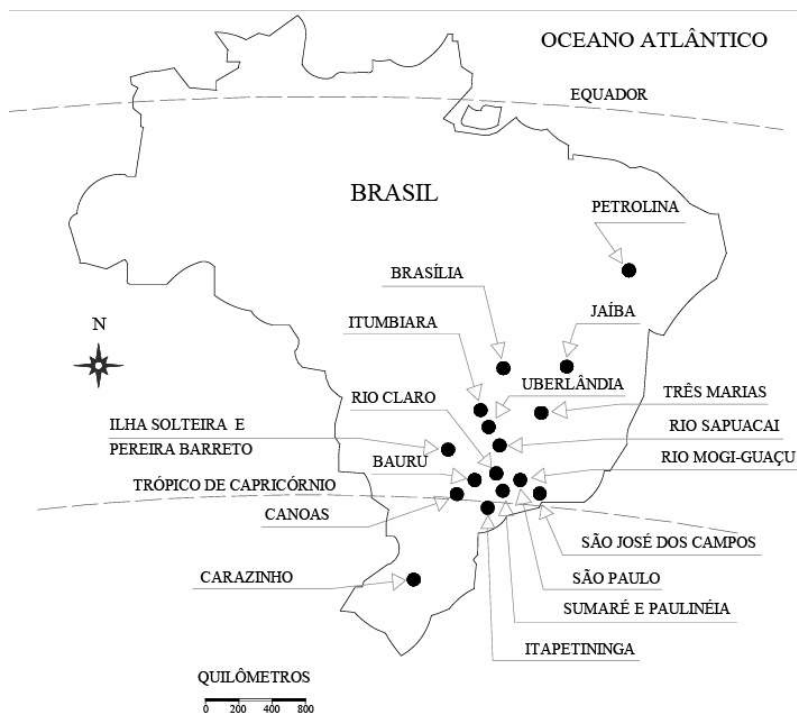 OCEANO ATLÂNTICO
EQUADOR
BRASIL
PETROLINA
BRASÍLIA
N
ITUMBIARA
JAÍBA
UBERLÂNDIA
RIO CLARO
TRÊS MARIAS
ILHA SOLTEIRA E
PEREIRA BARRETO
RIO SAPUACAI
BAURU
RIO MOGI-GUAÇU
TRÓPICO DE CAPRICÓRNIO
CANOAS
SÃO JOSÉ DOS CAMPOS
CARAZINHO
SÃO PAULO
SUMARÉ E PAULINÉIA
ITAPETININGA
QUILÔMETROS
0 200 400 600 800